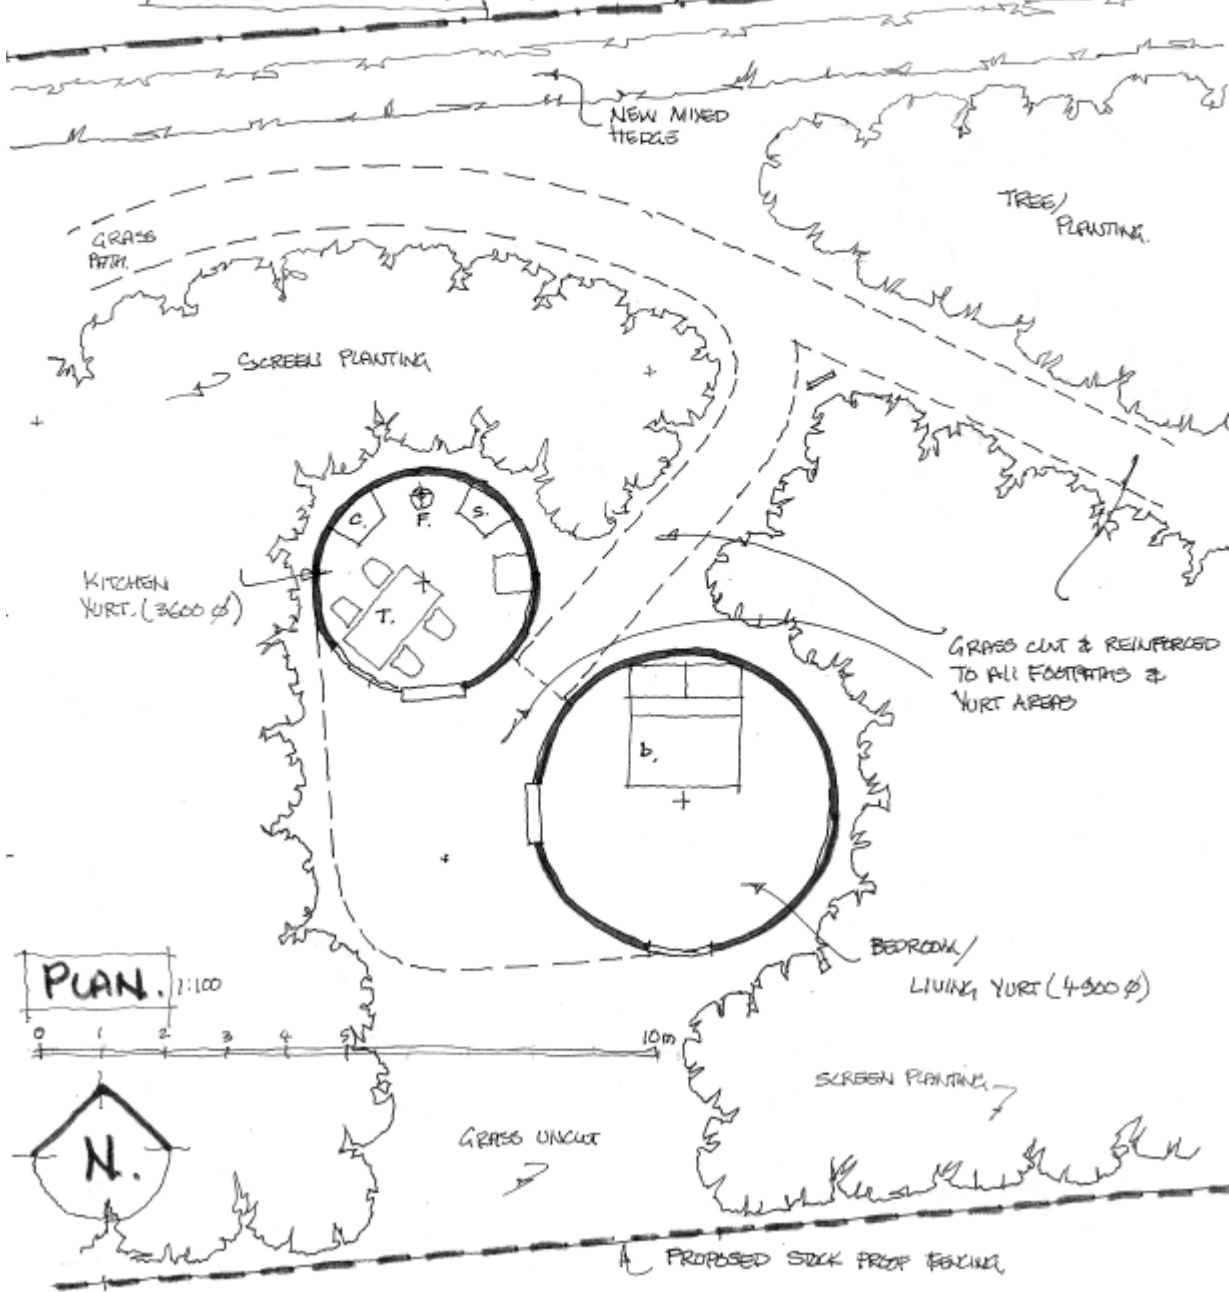 NEW MIXED
HERGE
TREE/
PLANTING.
GRASS
PATH.
SCREEN PLANTING
C.
F.
S.
T.
KITCHEN
YURT. (3600 Ø)
GRASS CUT & REINFORCED
TO ALL FOOTPATHS &
YURT AREAS
b.
BEDROOM/
LIVING YURT (4900 Ø)
PLAN. 1:100
0 1 2 3 4 5 10m
SCREEN PLANTING
N.
GRASS UNCUT
PROPOSED STOCK PROOF FENCING